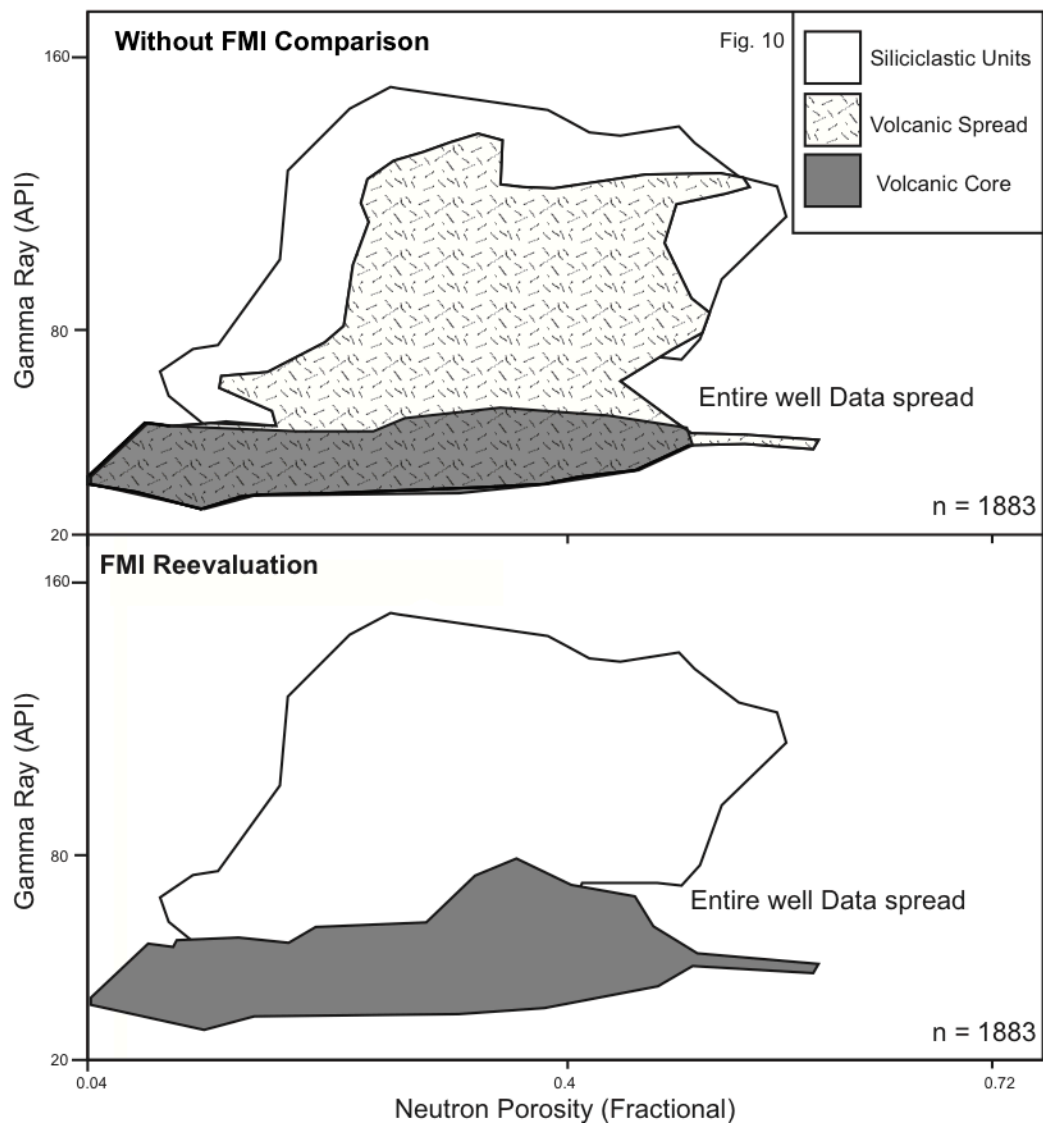 Without FMI Comparison
Fig. 10
Siliciclastic Units
Volcanic Spread
Volcanic Core
160
80
20
Gamma Ray (API)
Entire well Data spread
n = 1883
FMI Reevaluation
160
80
20
Gamma Ray (API)
Entire well Data spread
n = 1883
0.04
0.4
0.72
Neutron Porosity (Fractional)